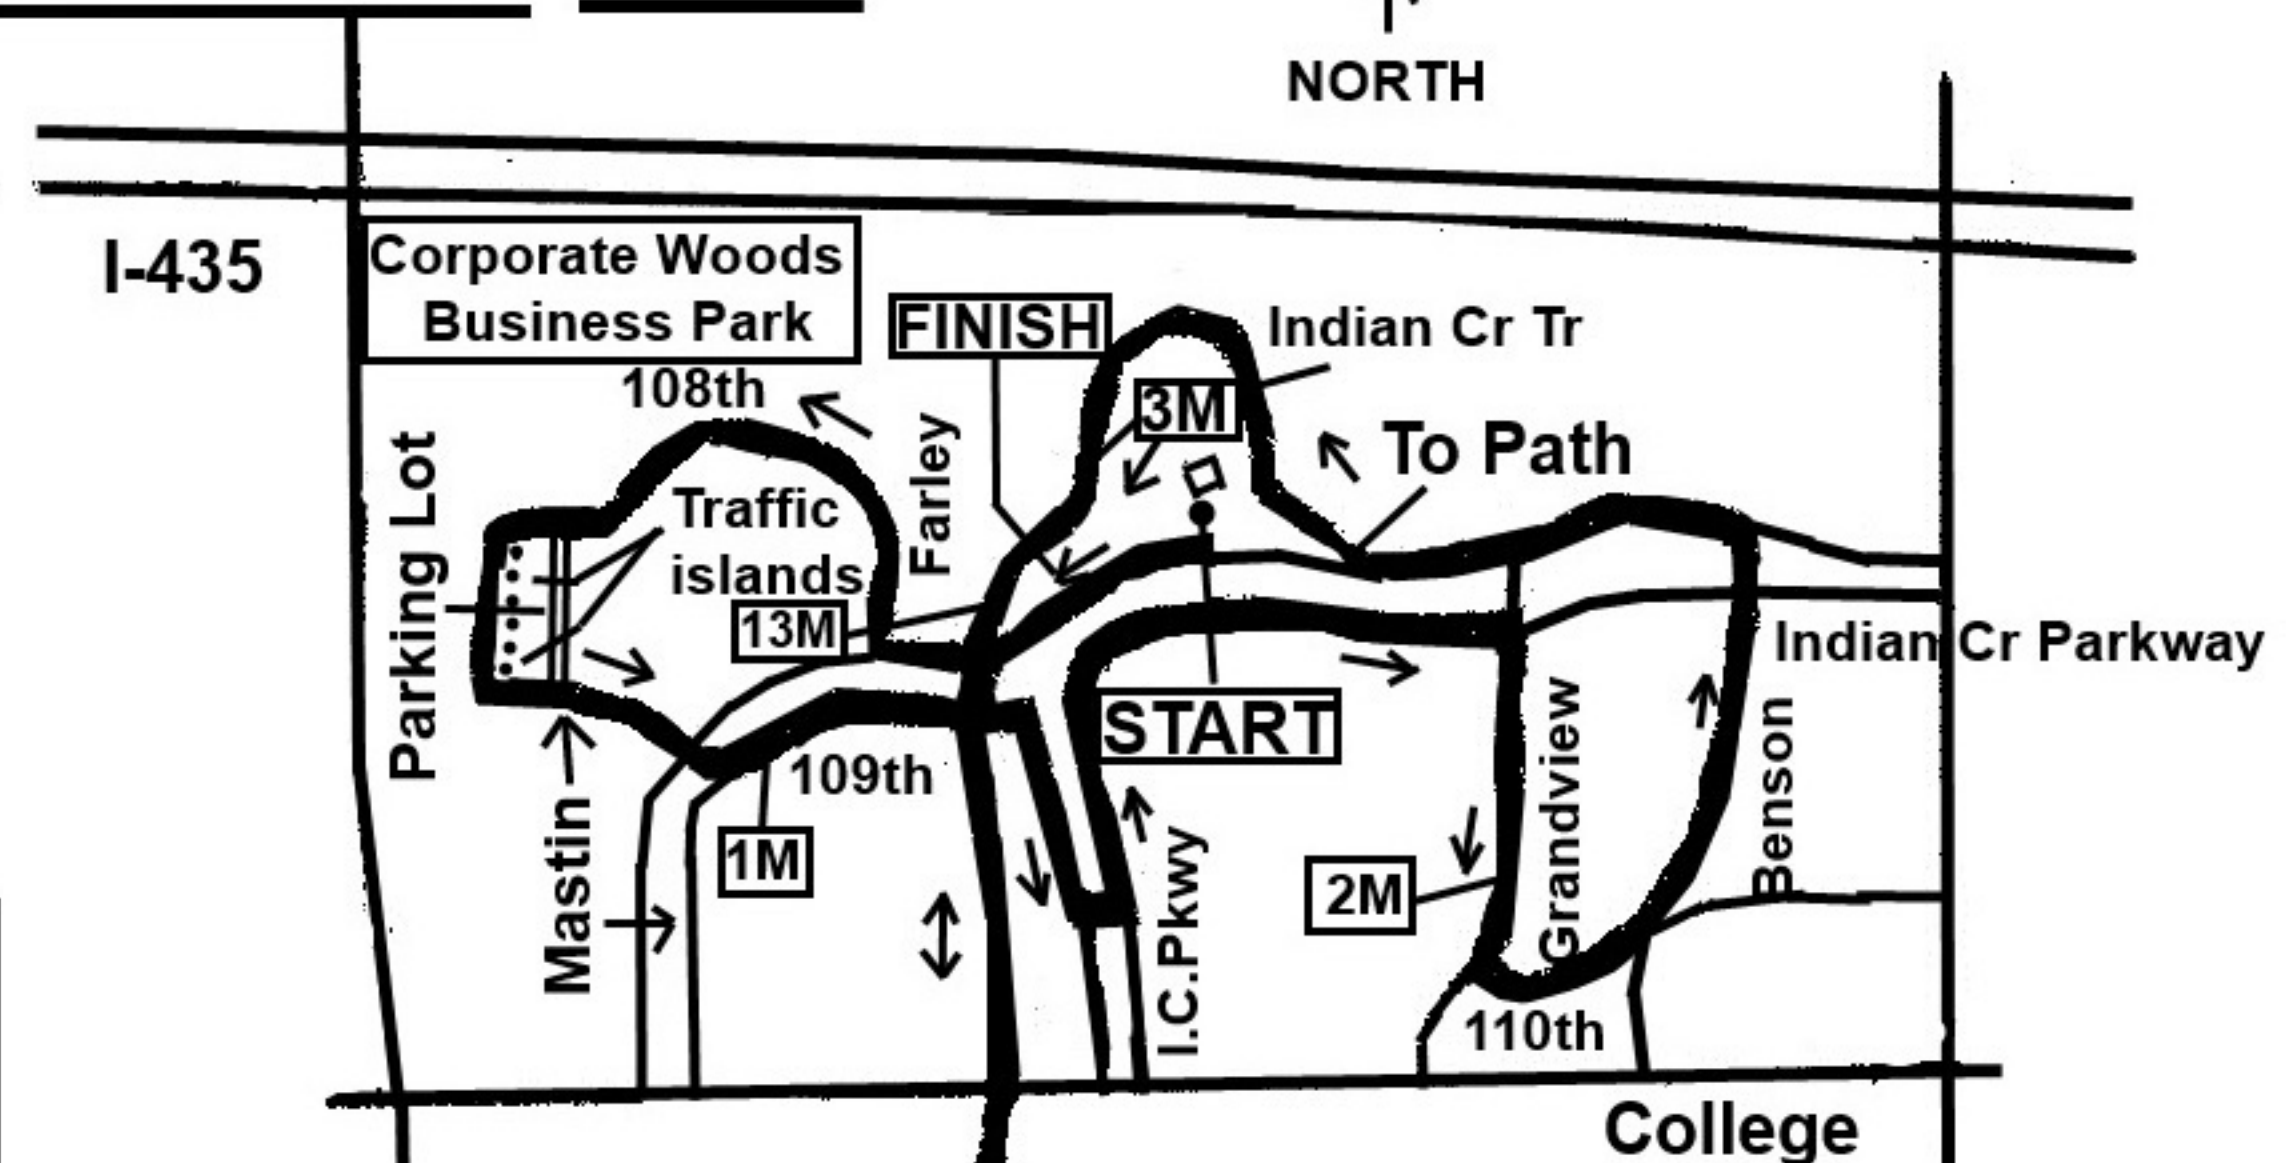 NORTH
I-435
Corporate Woods
Business Park
FINISH
Indian Cr Tr
108th
3M
To Path
Farley
Parking Lot
Traffic
islands
13M
Indian Cr Parkway
START
Grandview
Benson
109th
Mastin
1M
I.C.Pkwy
2M
110th
College